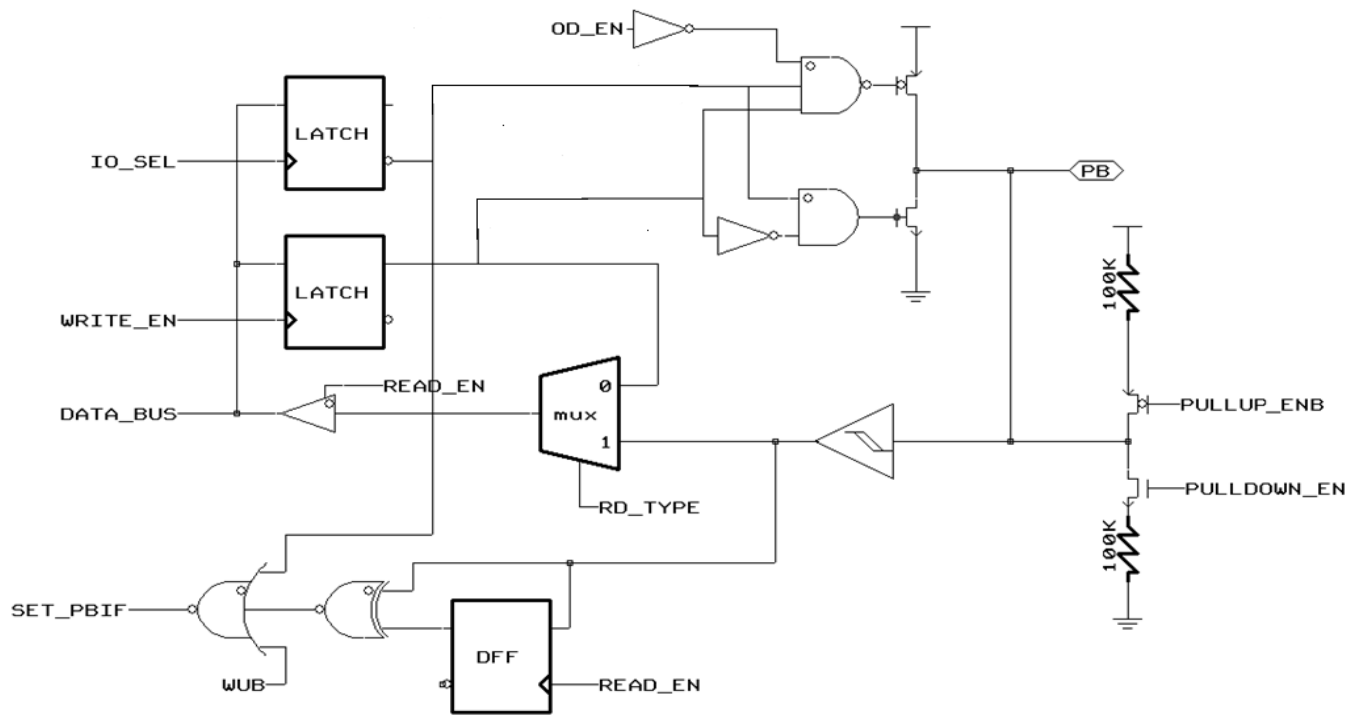 OD_EN
LATCH
IO_SEL
PB
LATCH
100K
WRITE_EN
READ_EN
0
DATA_BUS
mux
PULLUP_ENB
1
PULLDOWN_EN
RD_TYPE
100K
SET_PBIF
DFF
WUB
READ_EN